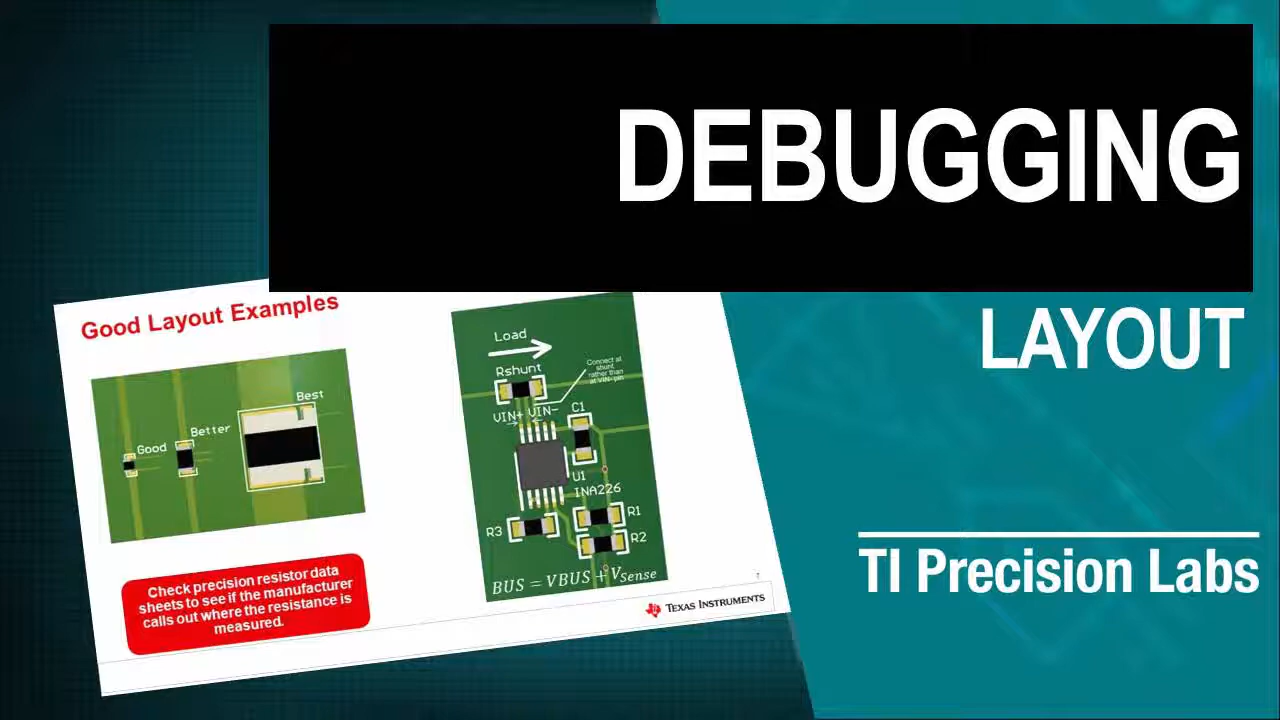 DEBUGGING
LAYOUT
TI Precision Labs
Good Layout Examples
Good
Better
Best
Check precision resistor data
sheets to see if the manufacturer
calls out where the resistance is
measured.
Load
Rshunt
Connect at
shunt
rather than
at VIN- pin
VIN+ VIN-
C1
U1
INA226
R3
R1
R2
BUS = VBUS + VSense
7
TEXAS INSTRUMENTS